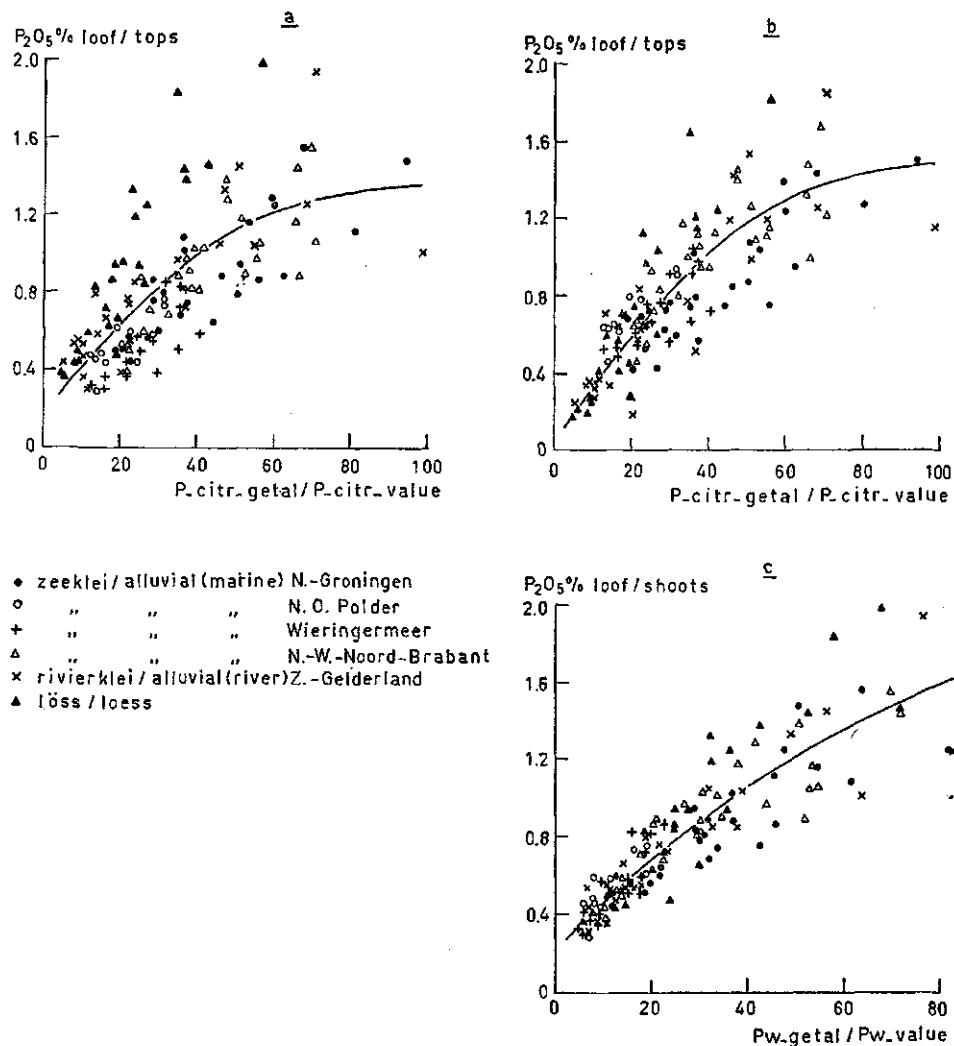 a
P₂O₅% loof/tops
2.0
1.6
1.2
0.8
0.4
0
0 20 40 60 80 100
P-citr-getal/P-citr-value
b
P₂O₅% loof/tops
2.0
1.6
1.2
0.8
0.4
0
0 20 40 60 80 100
P-citr-getal/P-citr-value
zeeklei/alluvial(marine) N.-Groningen
„ „ „ N.O. Polder
„ „ „ Wieringermeer
„ „ „ N.-W.-Noord-Brabant
rivierklei/alluvial(river) Z.-Gelderland
löss/loess
c
P₂O₅% loof/shoots
2.0
1.6
1.2
0.8
0.4
0
0 20 40 60 80
Pw-getal/Pw-value